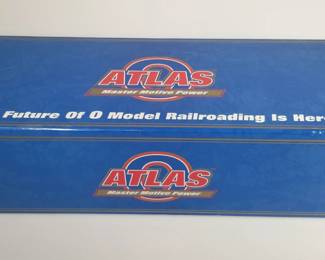 ATLAS
Master Motive Power
Future Of O Model Railroading Is Here
ATLAS
Master Motive Power